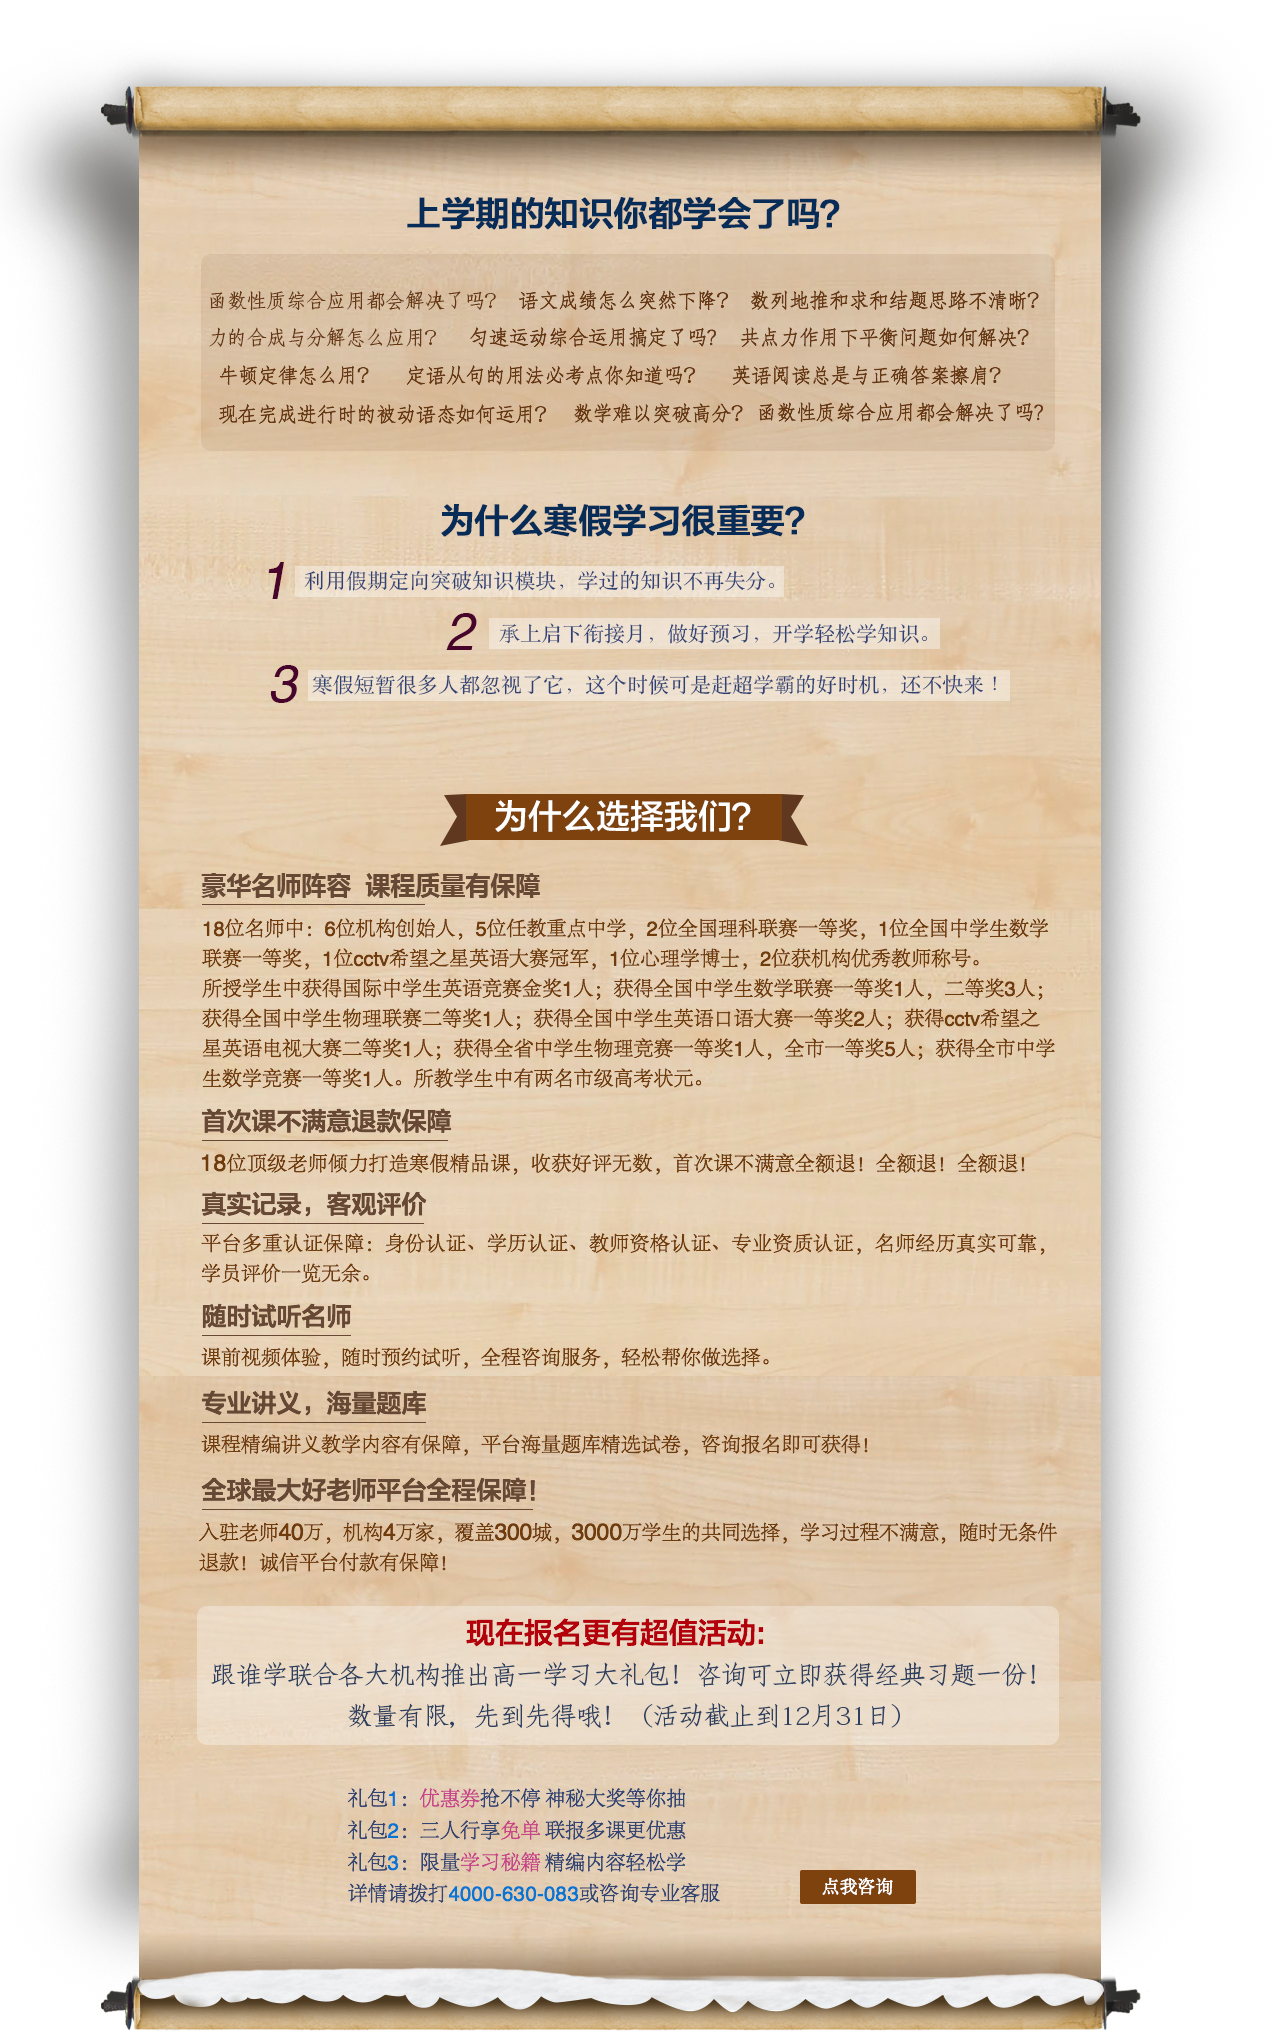 上学期的知识你都学会了吗?
函数性质综合应用都会解决了吗? 语文成绩怎么突然下降? 数列地推和求和结题思路不清晰?
力的合成与分解怎么应用? 匀速运动综合运用搞定了吗? 共点力作用下平衡问题如何解决?
牛顿定律怎么用? 定语从句的用法必考点你知道吗? 英语阅读总是与正确答案擦肩?
现在完成进行时的被动语态如何运用? 数学难以突破高分? 函数性质综合应用都会解决了吗?
为什么寒假学习很重要?
1 利用假期定向突破知识模块，学过的知识不再失分。
2 承上启下衔接月，做好预习，开学轻松学知识。
3 寒假短暂很多人都忽视了它，这个时候可是赶超学霸的好时机，还不快来！
为什么选择我们?
豪华名师阵容 课程质量有保障
18位名师中：6位机构创始人，5位任教重点中学，2位全国理科联赛一等奖，1位全国中学生数学
联赛一等奖，1位cctv希望之星英语大赛冠军，1位心理学博士，2位获机构优秀教师称号。
所授学生中获得国际中学生英语竞赛金奖1人；获得全国中学生数学联赛一等奖1人，二等奖3人；
获得全国中学生物理联赛二等奖1人；获得全国中学生英语口语大赛一等奖2人；获得cctv希望之
星英语电视大赛二等奖1人；获得全省中学生物理竞赛一等奖1人，全市一等奖5人；获得全市中学
生数学竞赛一等奖1人。所教学生中有两名市级高考状元。
首次课不满意退款保障
18位顶级老师倾力打造寒假精品课，收获好评无数，首次课不满意全额退！全额退！全额退！
真实记录，客观评价
平台多重认证保障：身份认证、学历认证、教师资格认证、专业资质认证，名师经历真实可靠，
学员评价一览无余。
随时试听名师
课前视频体验，随时预约试听，全程咨询服务，轻松帮你做选择。
专业讲义，海量题库
课程精编讲义教学内容有保障，平台海量题库精选试卷，咨询报名即可获得！
全球最大好老师平台全程保障！
入驻老师40万，机构4万家，覆盖300城，3000万学生的共同选择，学习过程不满意，随时无条件
退款！诚信平台付款有保障！
现在报名更有超值活动:
跟谁学联合各大机构推出高一学习大礼包！咨询可立即获得经典习题一份！
数量有限，先到先得哦！（活动截止到12月31日）
礼包1：优惠券抢不停 神秘大奖等你抽
礼包2：三人行享免单 联报多课更优惠
礼包3：限量学习秘籍 精编内容轻松学
详情请拨打4000-630-083或咨询专业客服
点我咨询